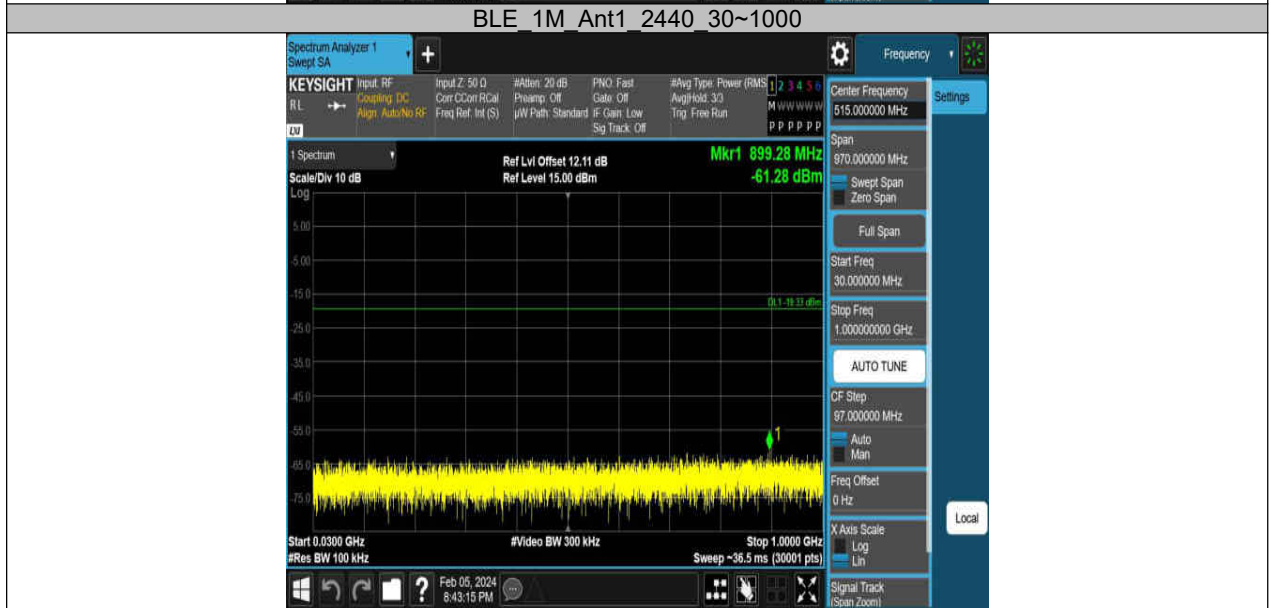 BLE_1M_Ant1_2440_30~1000
Spectrum Analyzer 1
Swept SA
+
Frequency
KEYSIGHT
RL
LXI
Input: RF
Coupling: DC
Align: Auto/No RF
Input Z: 50 Ω
Corr CCorr RCal
Freq Ref: Int (S)
#Atten: 20 dB
Preamp: Off
µW Path: Standard
PNO: Fast
Gate: Off
IF Gain: Low
Sig Track: Off
#Avg Type: Power (RMS
Avg|Hold: 3/3
Trig: Free Run
1 2 3 4 5 6
M W W W W W
P P P P P P
Center Frequency
515.000000 MHz
Settings
1 Spectrum
Scale/Div 10 dB
Log
Ref Lvl Offset 12.11 dB
Ref Level 15.00 dBm
Mkr1 899.28 MHz
-61.28 dBm
Span
970.000000 MHz
Swept Span
Zero Span
Full Span
Start Freq
30.000000 MHz
Stop Freq
1.000000000 GHz
AUTO TUNE
CF Step
97.000000 MHz
Auto
Man
Freq Offset
0 Hz
X Axis Scale
Log
Lin
Signal Track
(Span Zoom)
Local
5.00
-5.00
-15.0
DL1 -19.33 dBm
-25.0
-35.0
-45.0
-55.0
1
-65.0
-75.0
Start 0.0300 GHz
#Video BW 300 kHz
Stop 1.0000 GHz
#Res BW 100 kHz
Sweep ~36.5 ms (30001 pts)
?
Feb 05, 2024
8:43:15 PM